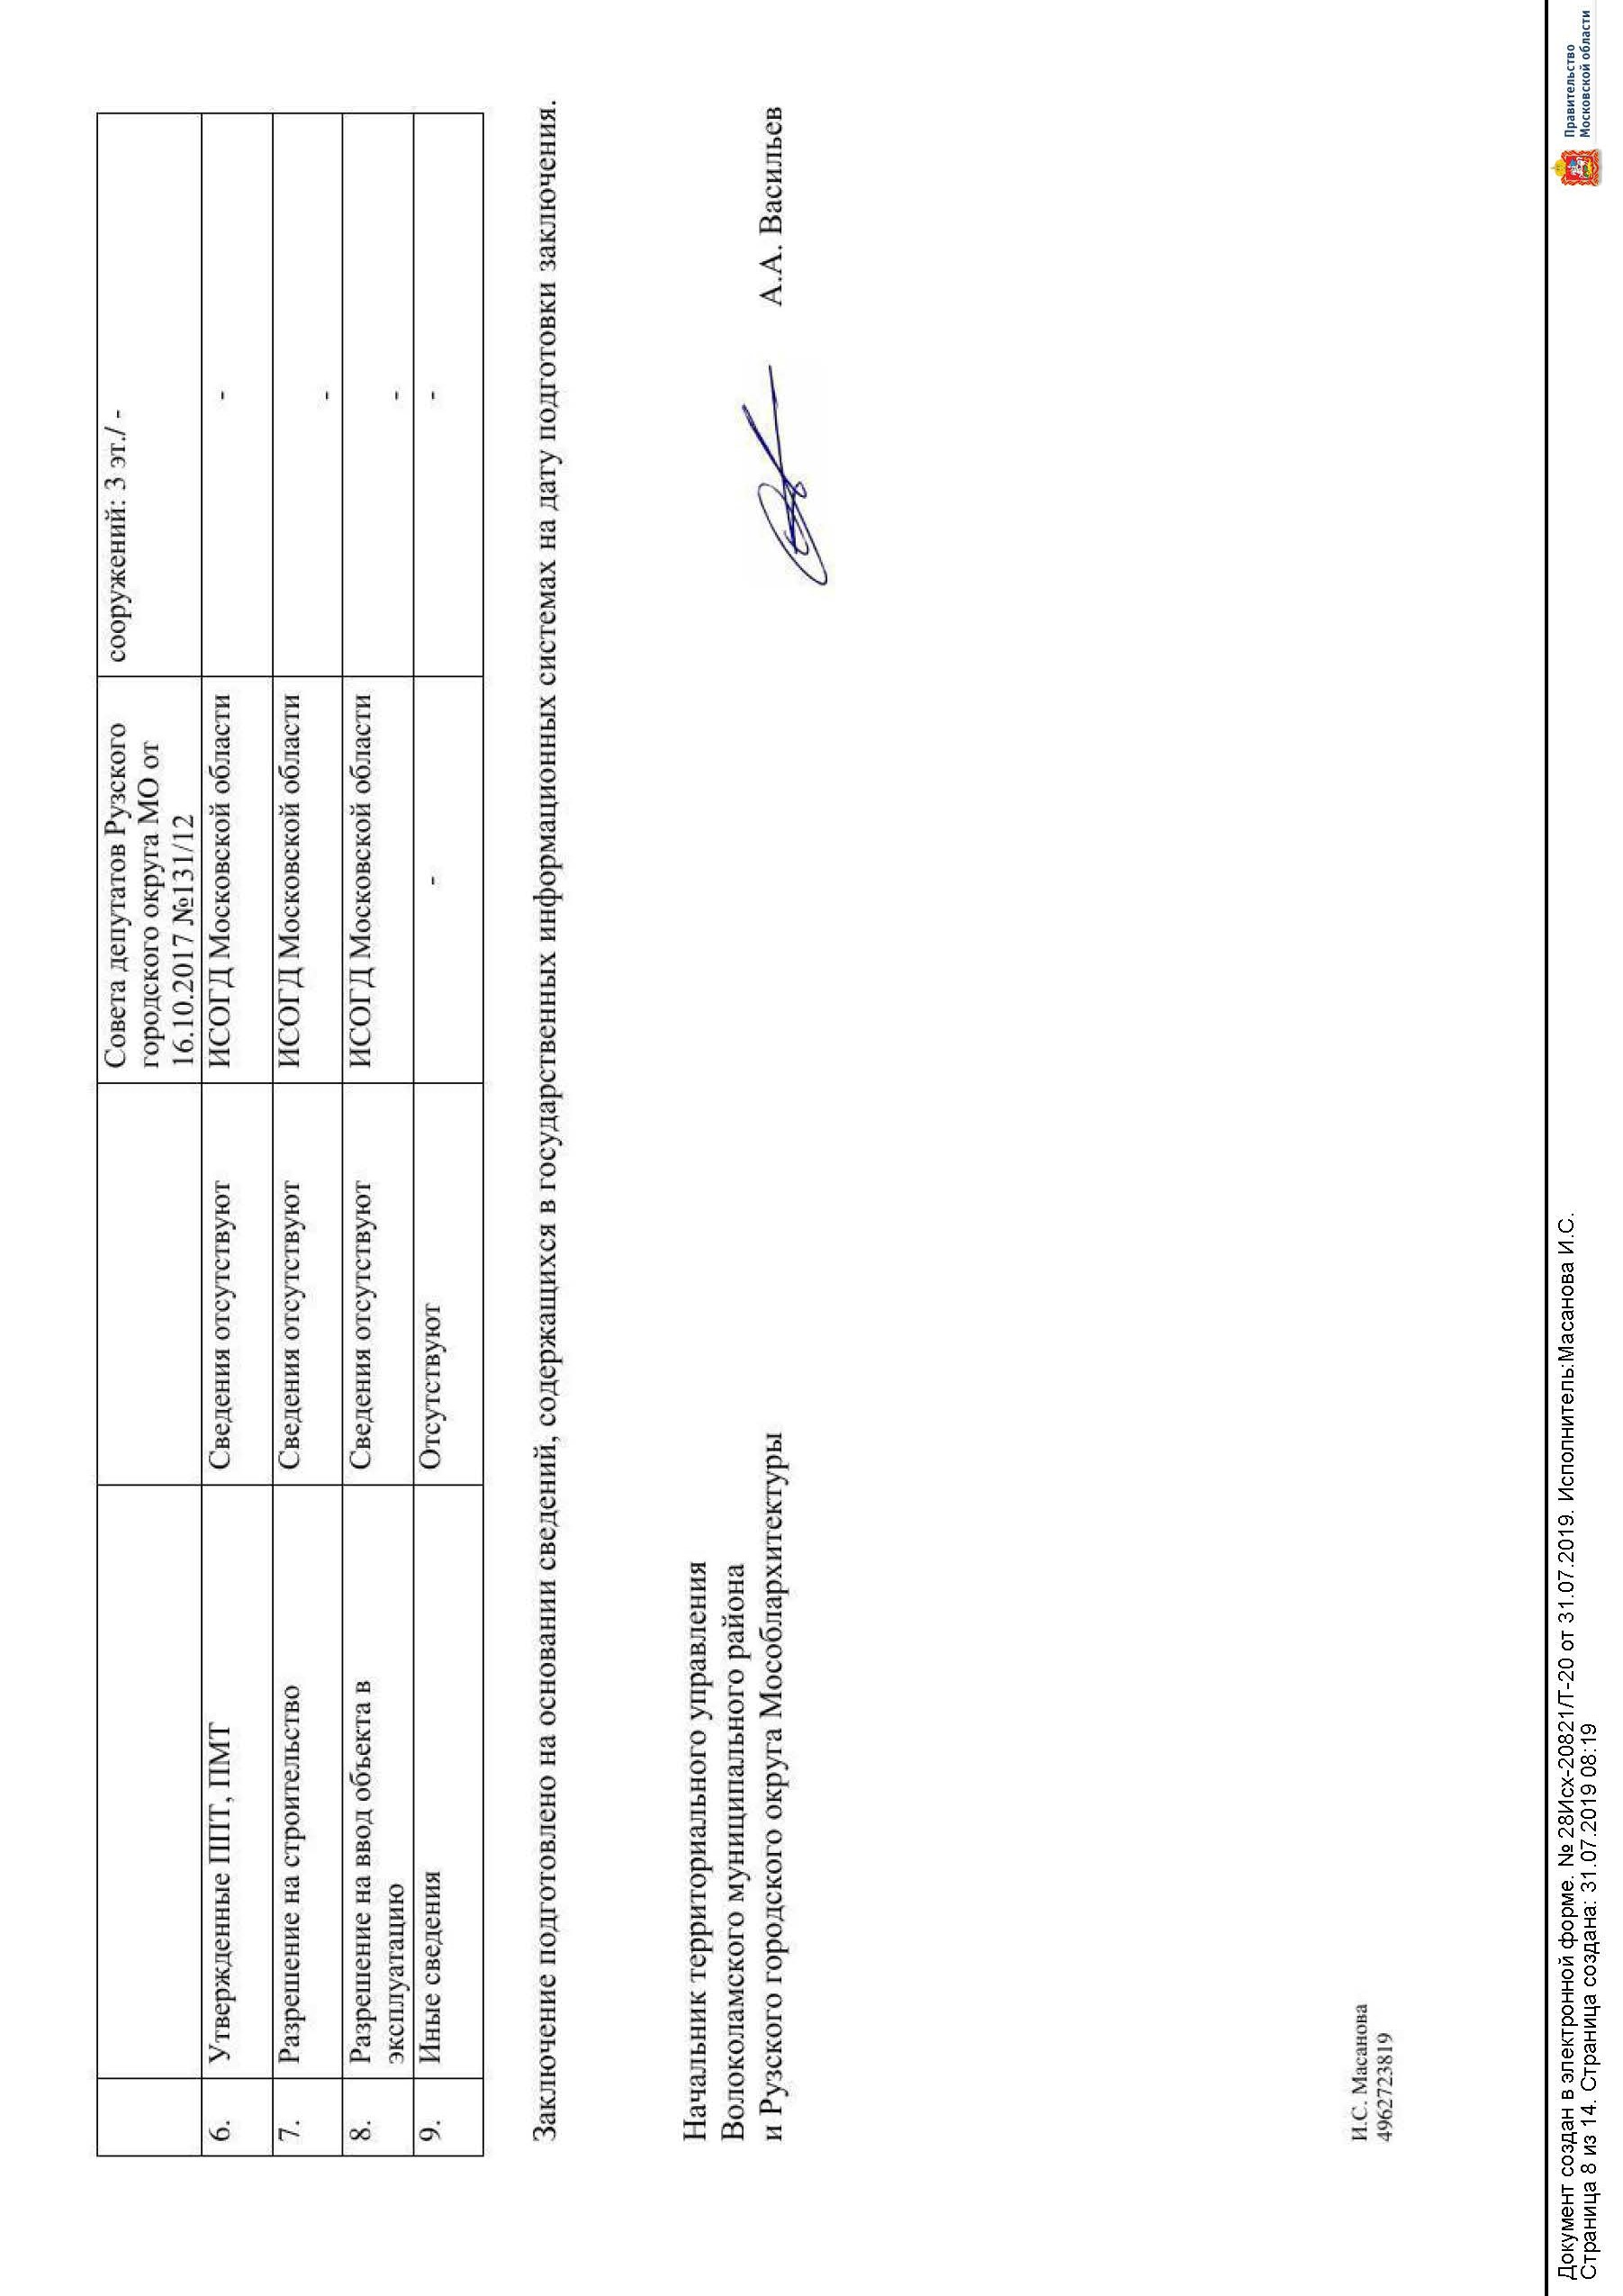 Совета депутатов Рузского
городского округа МО от
16.10.2017 №131/12
сооружений: 3 эт./ -
6. Утвержденные ППТ, ПМТ Сведения отсутствуют ИСОГД Московской области -
7. Разрешение на строительство Сведения отсутствуют ИСОГД Московской области -
8. Разрешение на ввод объекта в Сведения отсутствуют ИСОГД Московской области -
эксплуатацию
9. Иные сведения Отсутствуют - -
Заключение подготовлено на основании сведений, содержащихся в государственных информационных системах на дату подготовки заключения.
Начальник территориального управления
Волоколамского муниципального района
и Рузского городского округа Мособлархитектуры А.А. Васильев
И.С. Масанова
4962723819
Документ создан в электронной форме. № 28Исх-20821/Т-20 от 31.07.2019. Исполнитель:Масанова И.С.
Страница 8 из 14. Страница создана: 31.07.2019 08:19
Правительство
Московской области